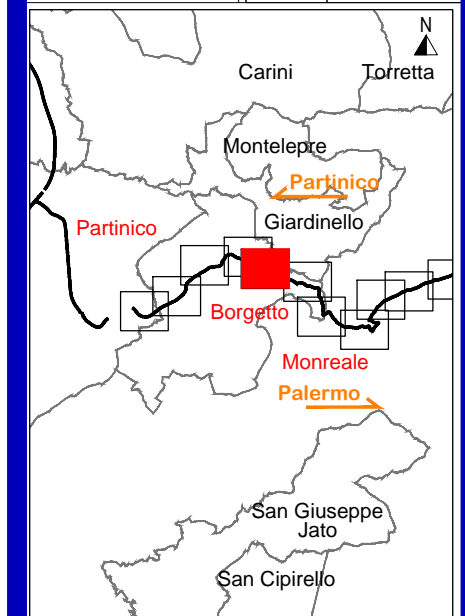 N
Carini
Torretta
Montelepre
Partinico
Giardinello
Partinico
Borgetto
Monreale
Palermo
San Giuseppe
Jato
San Cipirello